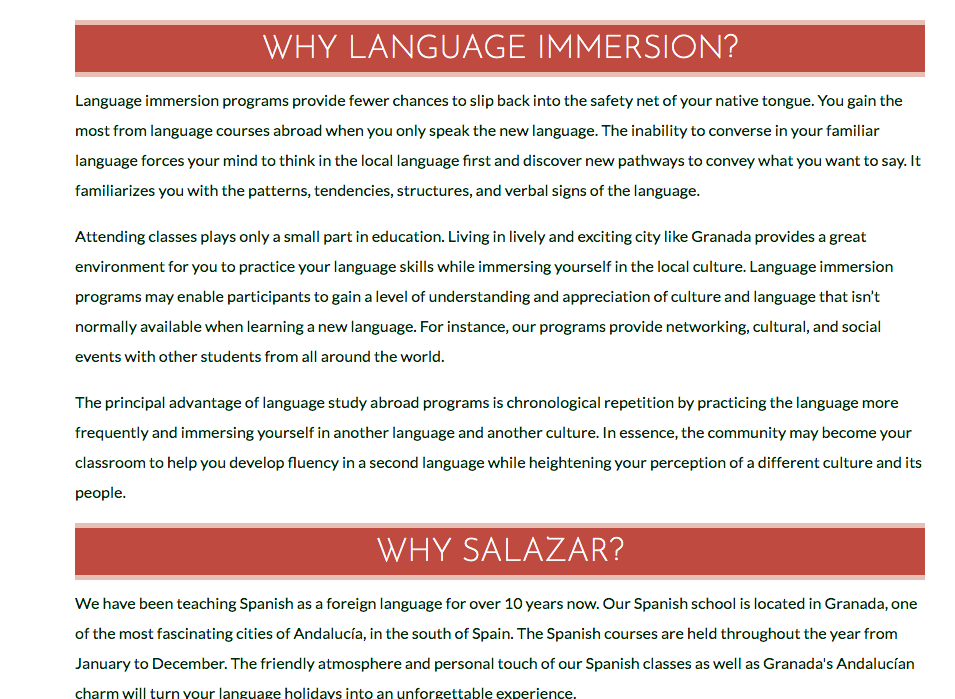 WHY LANGUAGE IMMERSION?
Language immersion programs provide fewer chances to slip back into the safety net of your native tongue. You gain the
most from language courses abroad when you only speak the new language. The inability to converse in your familiar
language forces your mind to think in the local language first and discover new pathways to convey what you want to say. It
familiarizes you with the patterns, tendencies, structures, and verbal signs of the language.
Attending classes plays only a small part in education. Living in lively and exciting city like Granada provides a great
environment for you to practice your language skills while immersing yourself in the local culture. Language immersion
programs may enable participants to gain a level of understanding and appreciation of culture and language that isn’t
normally available when learning a new language. For instance, our programs provide networking, cultural, and social
events with other students from all around the world.
The principal advantage of language study abroad programs is chronological repetition by practicing the language more
frequently and immersing yourself in another language and another culture. In essence, the community may become your
classroom to help you develop fluency in a second language while heightening your perception of a different culture and its
people.
WHY SALAZAR?
We have been teaching Spanish as a foreign language for over 10 years now. Our Spanish school is located in Granada, one
of the most fascinating cities of Andalucía, in the south of Spain. The Spanish courses are held throughout the year from
January to December. The friendly atmosphere and personal touch of our Spanish classes as well as Granada's Andalucían
charm will turn your language holidays into an unforgettable experience.